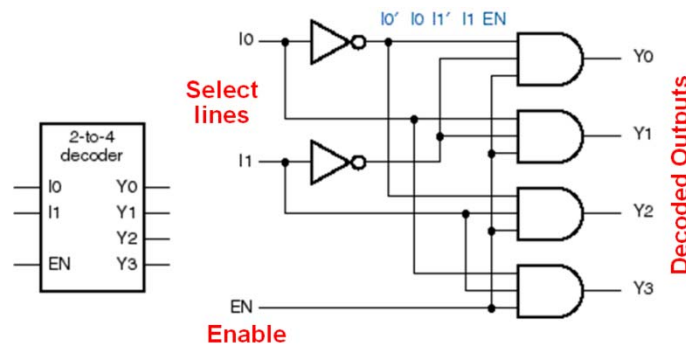 2-to-4
decoder
I0 Y0
I1 Y1
Y2
EN Y3
I0′ I0 I1′ I1 EN
I0
Select
lines
I1
EN
Enable
Y0
Y1
Y2
Y3
Decoded Outputs